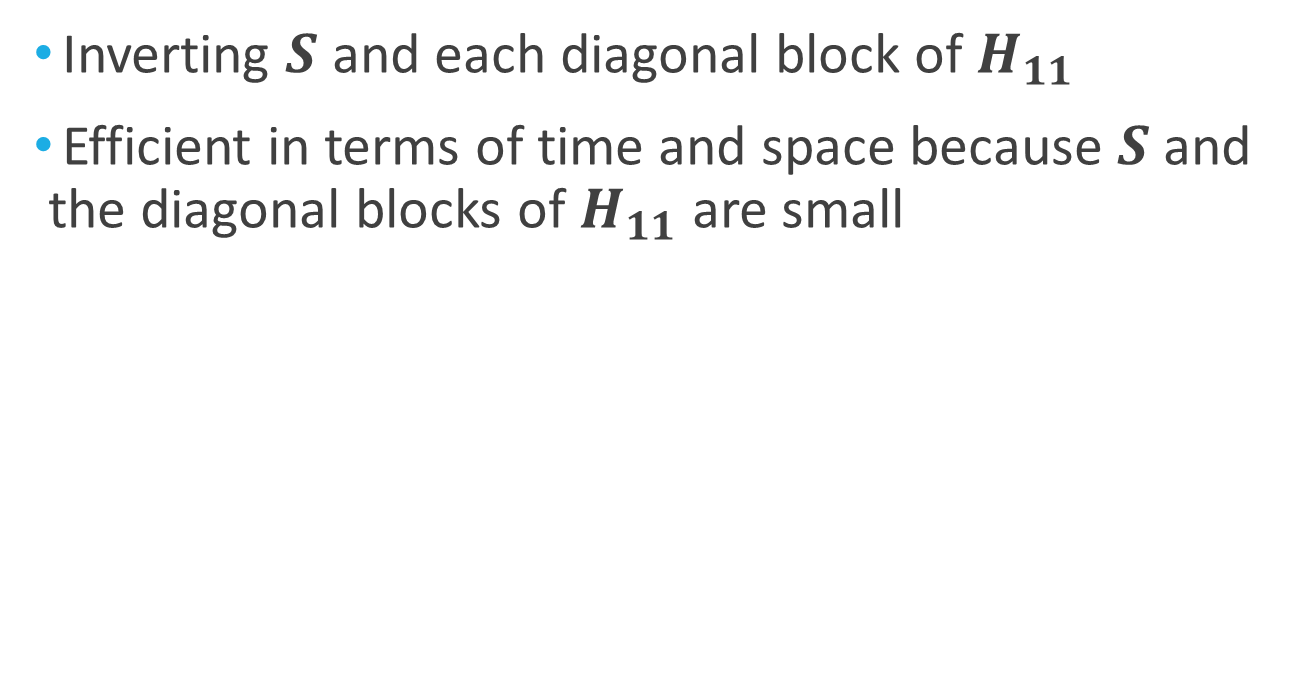 • Inverting S and each diagonal block of H₁₁
• Efficient in terms of time and space because S and
the diagonal blocks of H₁₁ are small